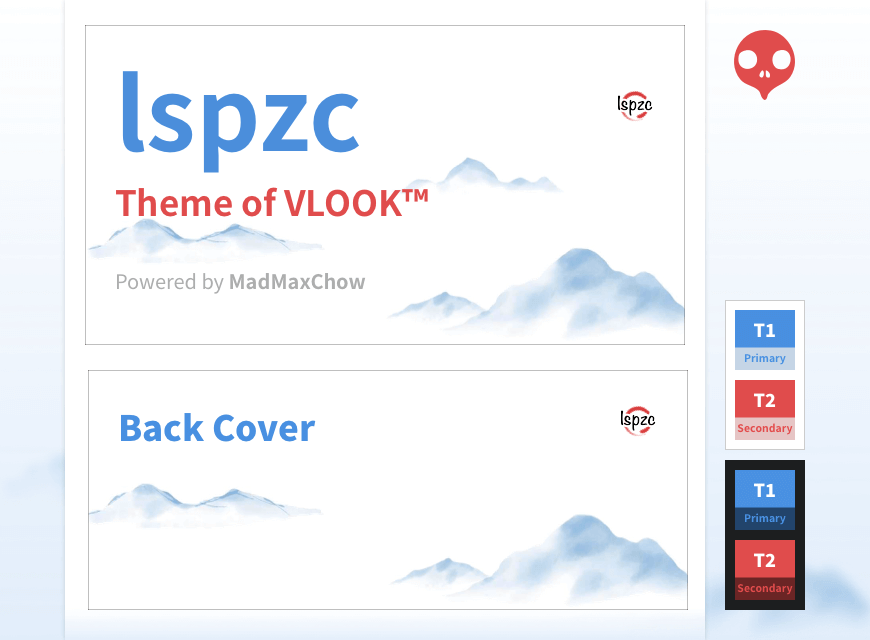 lspzc
lspzc
Theme of VLOOK™
Powered by MadMaxChow
Back Cover
lspzc
T1
Primary
T2
Secondary
T1
Primary
T2
Secondary